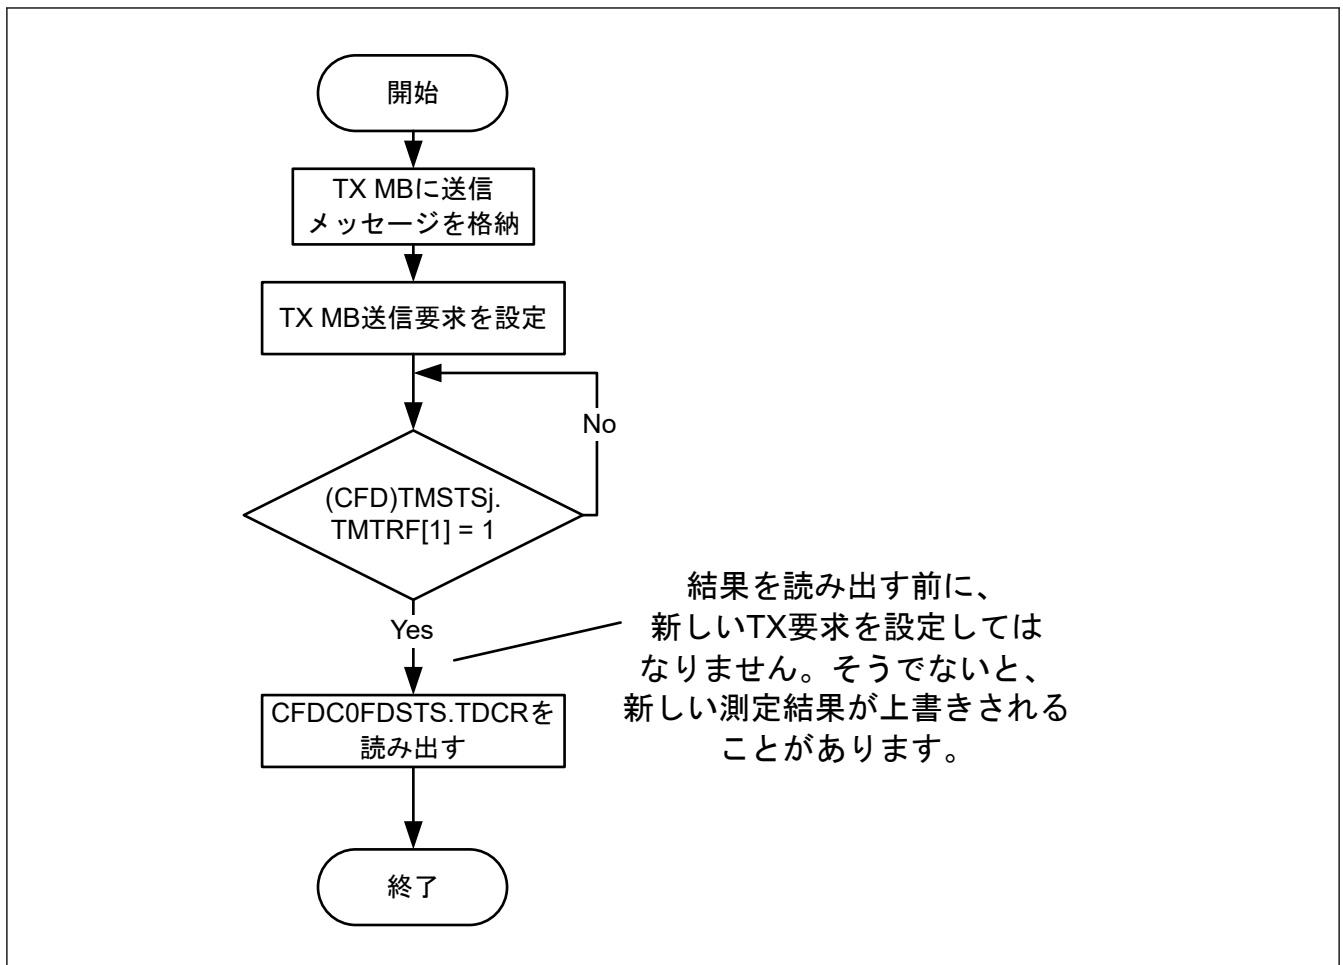 開始
TX MBに送信
メッセージを格納
TX MB送信要求を設定
No
(CFD)TMSTSj.
TMTRF[1] = 1
Yes
結果を読み出す前に、
新しいTX要求を設定しては
なりません。そうでないと、
新しい測定結果が上書きされる
ことがあります。
CFDC0FDSTS.TDCRを
読み出す
終了